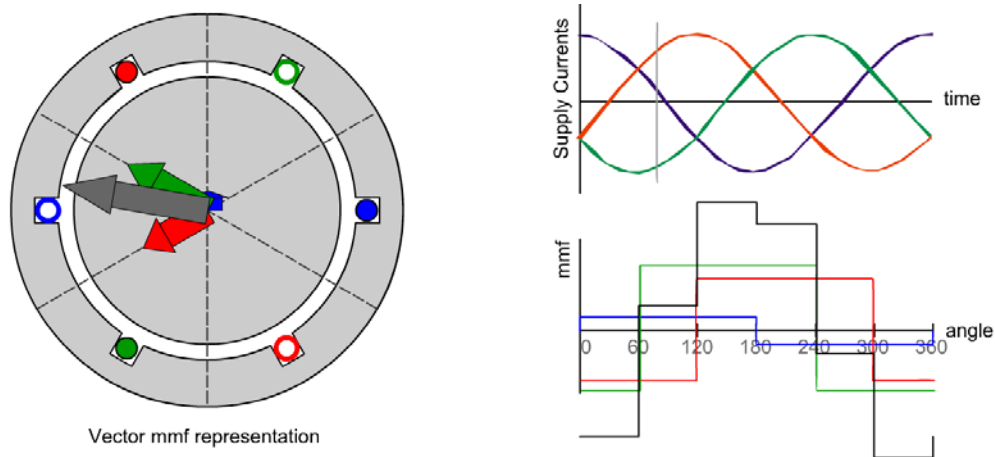 Supply Currents
time
mmf
angle
0 60 120 180 240 300 360
Vector mmf representation